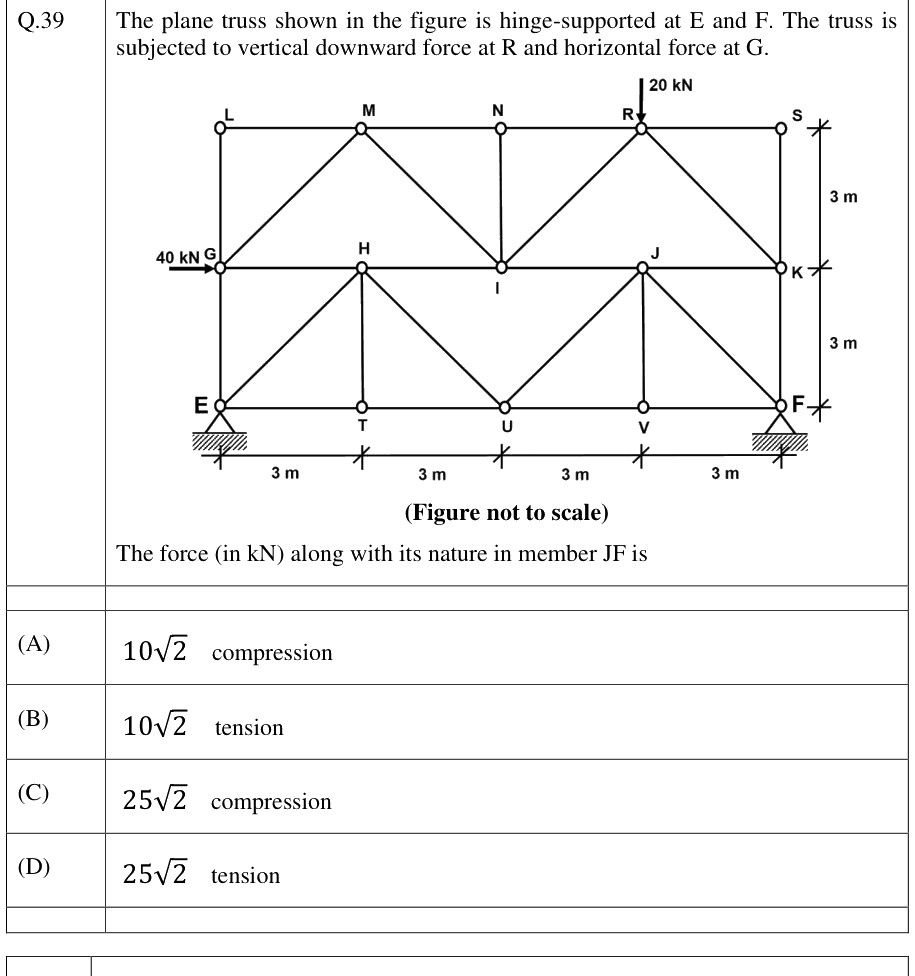 Q.39
The plane truss shown in the figure is hinge-supported at E and F. The truss is
subjected to vertical downward force at R and horizontal force at G.
20 kN
L M N R S
3 m
40 kN G H J
I K
3 m
E F
T U V
3 m 3 m 3 m 3 m
(Figure not to scale)
The force (in kN) along with its nature in member JF is
(A) 10√2 compression
(B) 10√2 tension
(C) 25√2 compression
(D) 25√2 tension